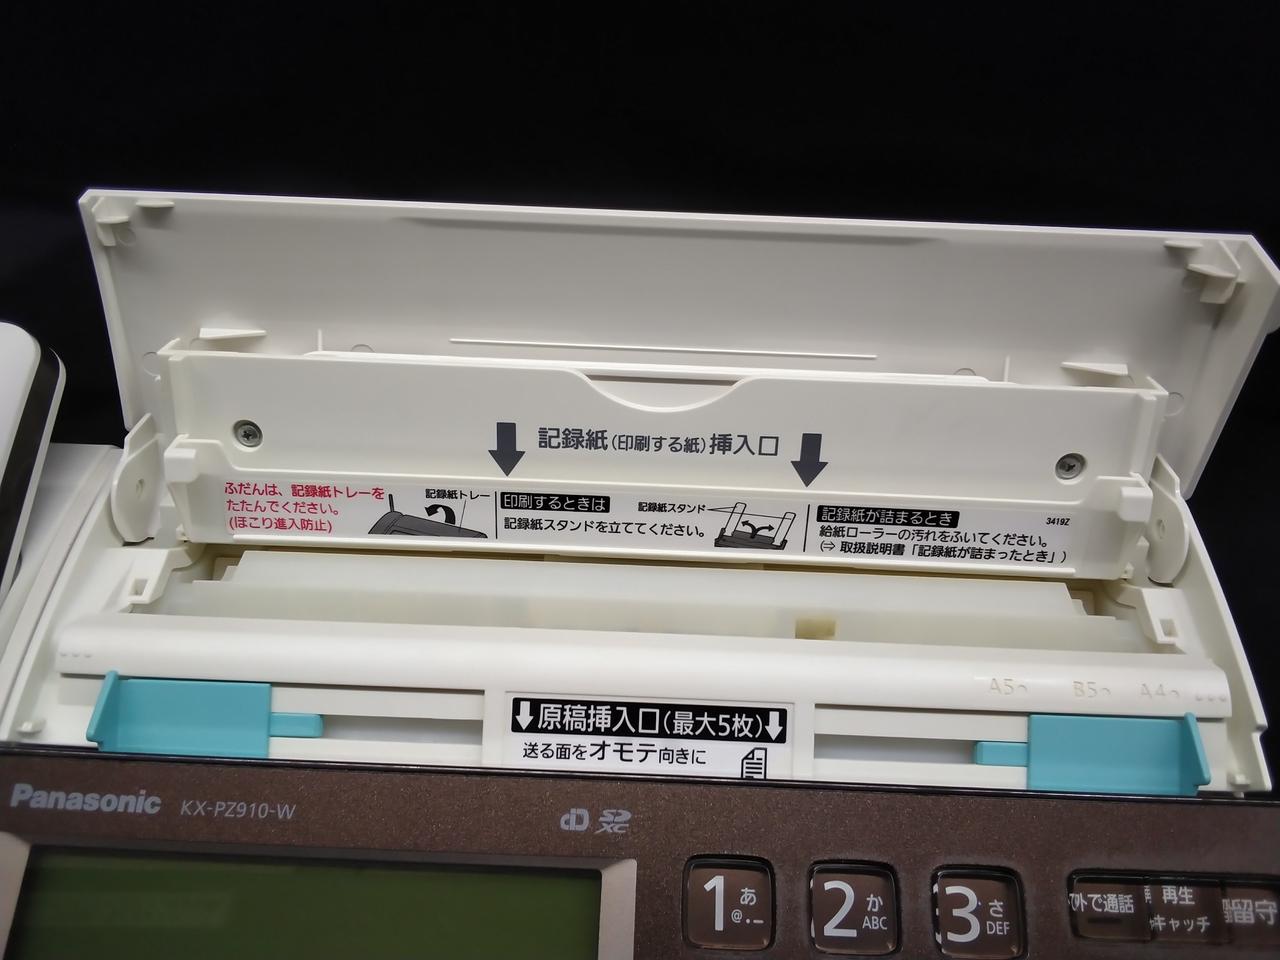 記録紙(印刷する紙)挿入口
ふだんは、記録紙トレーを
たたんでください。
(ほこり進入防止)
記録紙トレー
印刷するときは
記録紙スタンドを立ててください。
記録紙スタンド
記録紙が詰まるとき
3419Z
給紙ローラーの汚れをふいてください。
(⇒ 取扱説明書「記録紙が詰まったとき」)
A5 B5 A4
↓原稿挿入口(最大5枚)↓
送る面をオモテ向きに
Panasonic KX-PZ910-W
SD XC
1 あ @.-
2 か ABC
3 さ DEF
で通話
再生
キャッチ
留守